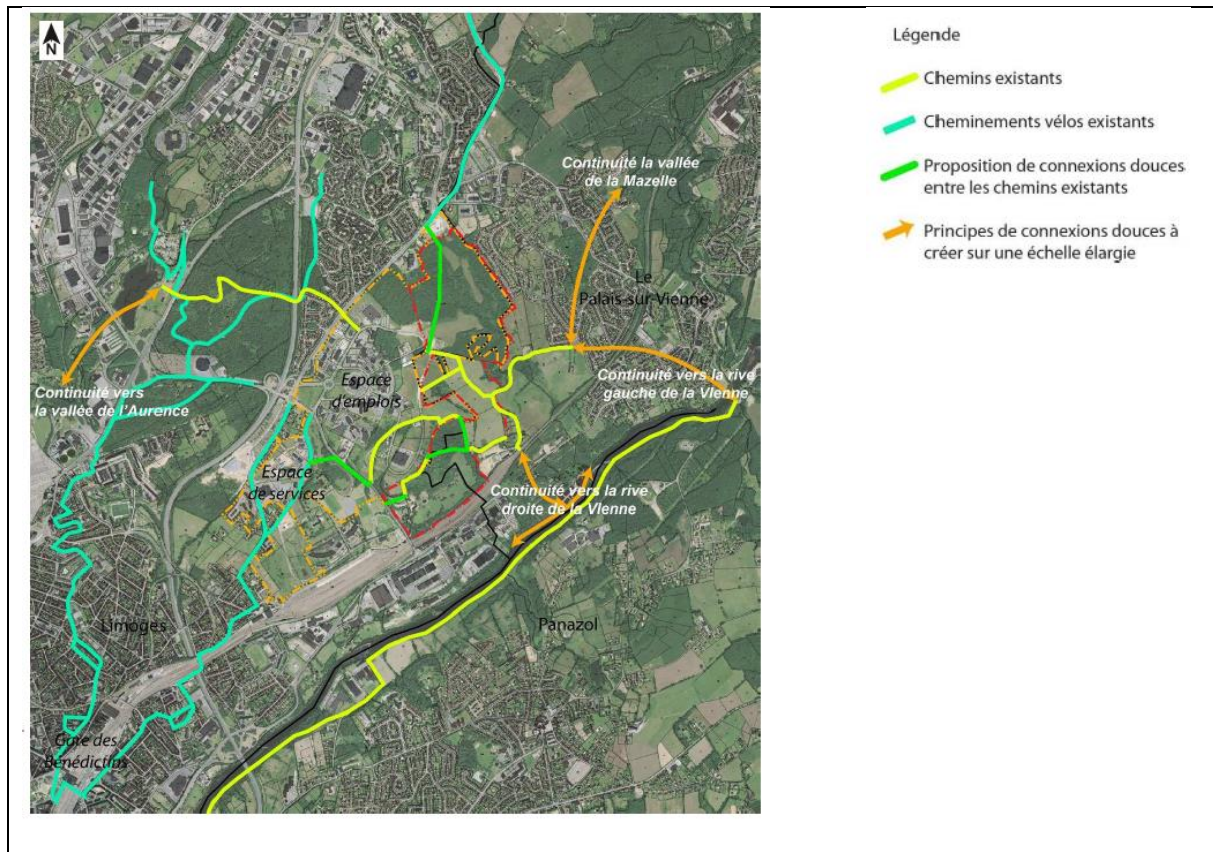 N
Légende
Chemins existants
Cheminements vélos existants
Proposition de connexions douces
entre les chemins existants
Principes de connexions douces à
créer sur une échelle élargie
Continuité la vallée
de la Mazelle
Le
Palais-sur-Vienne
Continuité vers
la vallée de l'Aurence
Espace
d'emplois
Continuité vers la rive
gauche de la VIenne
Espace
de services
Continuité vers la rive
droite de la VIenne
Limoges
Panazol
Gare des
Bénédictins